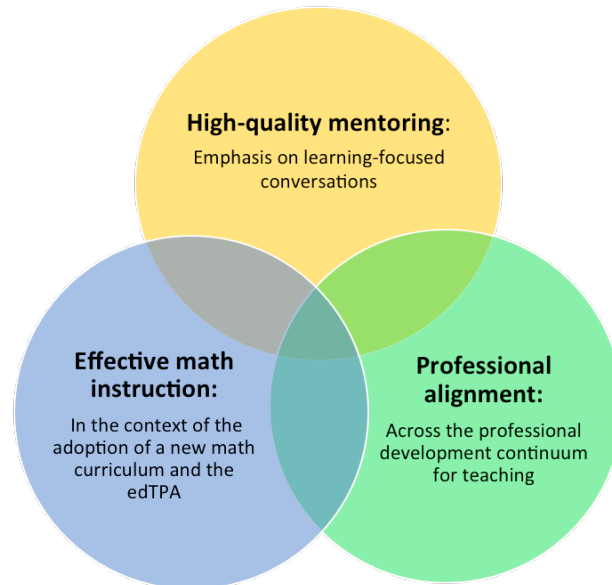 High-quality mentoring:
Emphasis on learning-focused
conversations
Effective math
instruction:
In the context of the
adoption of a new math
curriculum and the
edTPA
Professional
alignment:
Across the professional
development continuum
for teaching